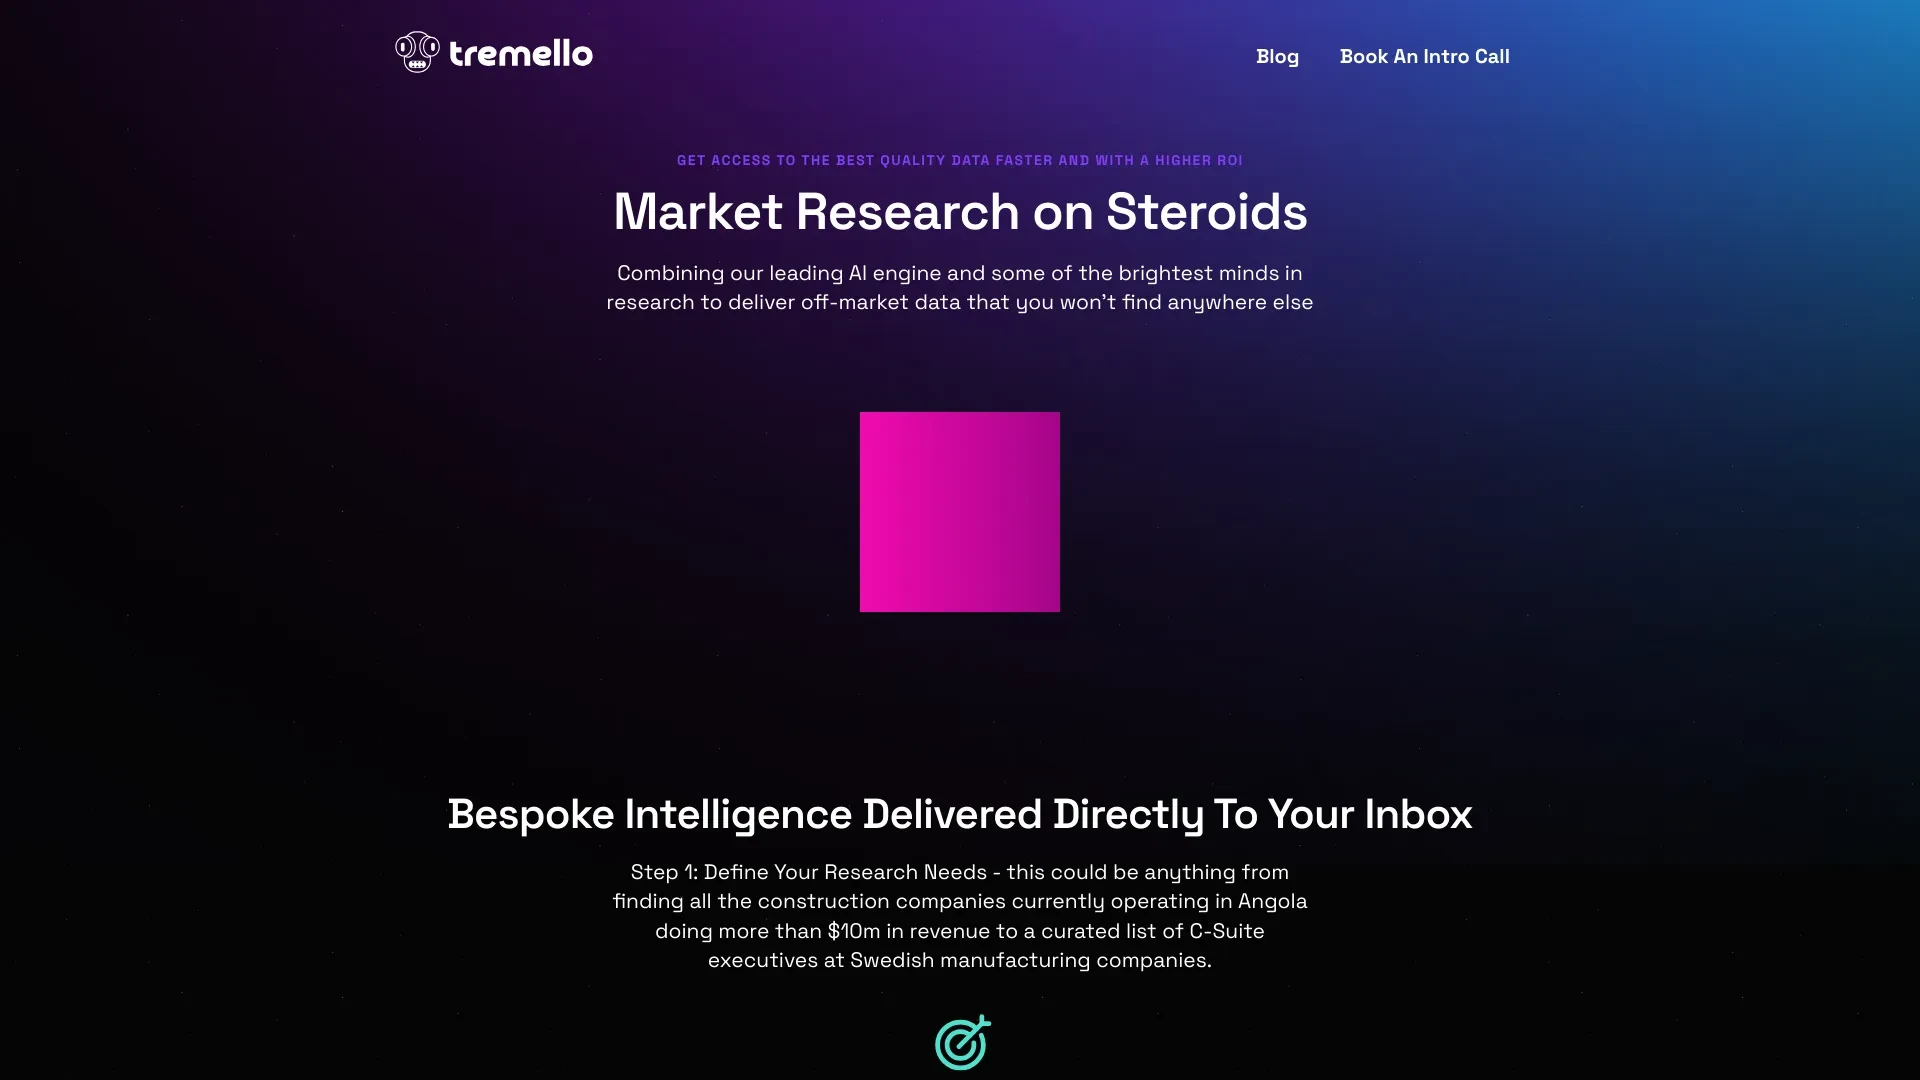 tremello
Blog
Book An Intro Call
GET ACCESS TO THE BEST QUALITY DATA FASTER AND WITH A HIGHER ROI
Market Research on Steroids
Combining our leading AI engine and some of the brightest minds in
research to deliver off-market data that you won't find anywhere else
Bespoke Intelligence Delivered Directly To Your Inbox
Step 1: Define Your Research Needs - this could be anything from
finding all the construction companies currently operating in Angola
doing more than $10m in revenue to a curated list of C-Suite
executives at Swedish manufacturing companies.